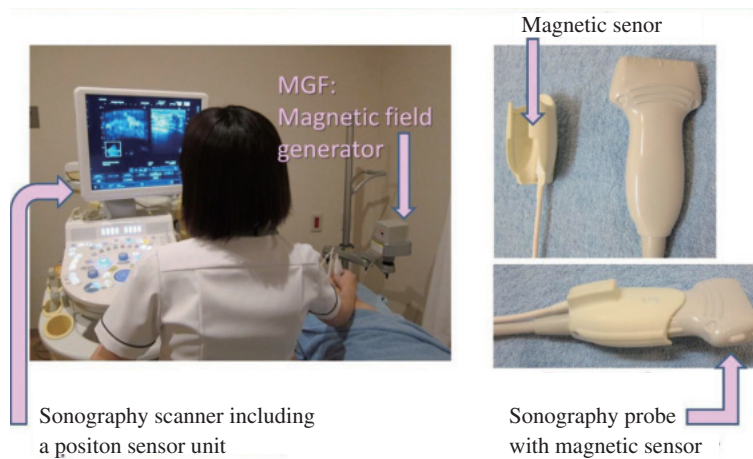 Magnetic senor
MGF:
Magnetic field
generator
Sonography scanner including
a positon sensor unit
Sonography probe
with magnetic sensor